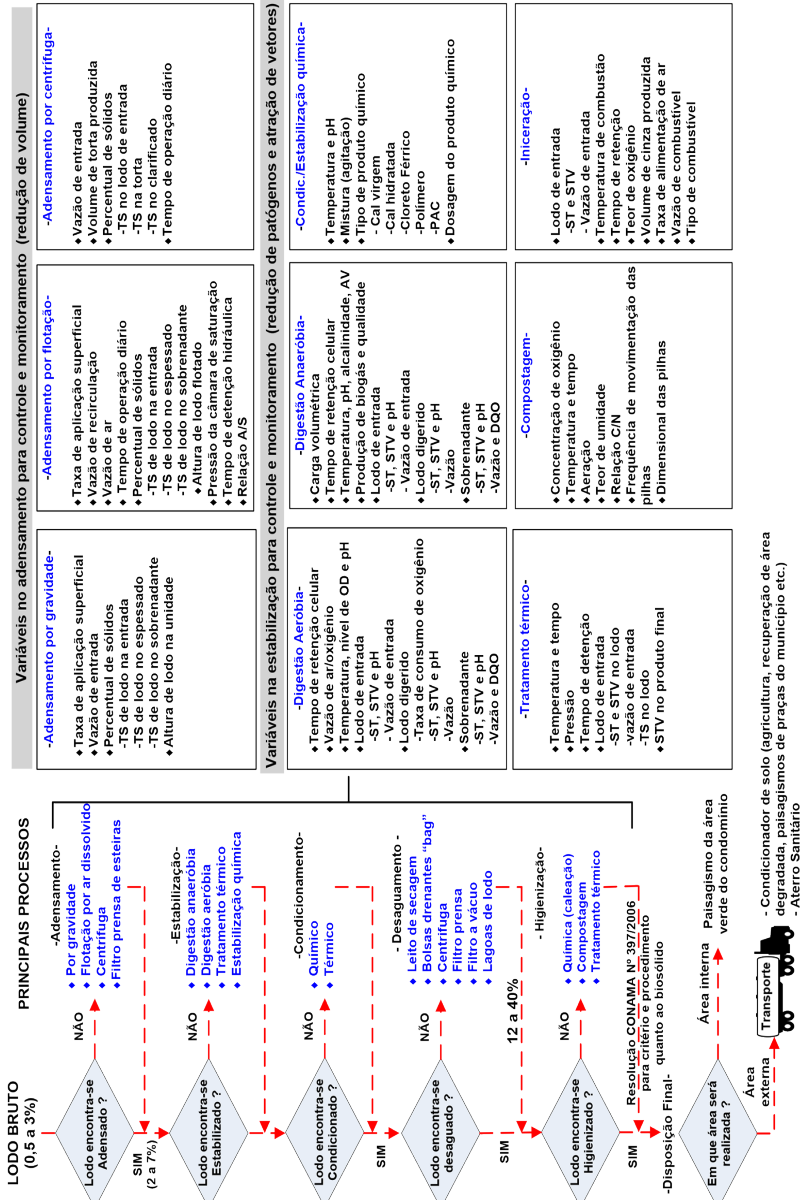 LODO BRUTO
(0,5 a 3%)
PRINCIPAIS PROCESSOS
Lodo encontra-se
Adensado ?
NÃO
SIM
(2 a 7%)
-Adensamento-
Por gravidade
Flotação por ar dissolvido
Centrífuga
Filtro prensa de esteiras
Lodo encontra-se
Estabilizado ?
NÃO
-Estabilização-
Digestão anaeróbia
Digestão aeróbia
Tratamento térmico
Estabilização química
Lodo encontra-se
Condicionado ?
NÃO
SIM
-Condicionamento-
Químico
Térmico
Lodo encontra-se
desaguado ?
NÃO
SIM
- Desaguamento -
Leito de secagem
Bolsas drenantes “bag”
Centrífuga
Filtro prensa
Filtro a vácuo
Lagoas de lodo
12 a 40%
Lodo encontra-se
Higienizado ?
NÃO
SIM
- Higienização-
Química (caleação)
Compostagem
Tratamento térmico
Resolução CONAMA Nº 397/2006
para critério e procedimento
quanto ao biosólido
-Disposição Final-
Em que área será
realizada ?
Área interna
Paisagismo da área
verde do condomínio
Área
externa
Transporte
- Condicionador de solo (agricultura, recuperação de área
degradada, paisagismos de praças do município etc.)
- Aterro Sanitário
Variáveis no adensamento para controle e monitoramento (redução de volume)
-Adensamento por gravidade-
Taxa de aplicação superficial
Vazão de entrada
Percentual de sólidos
-TS de lodo na entrada
-TS de lodo no espessado
-TS de lodo no sobrenadante
Altura de lodo na unidade
-Adensamento por flotação-
Taxa de aplicação superficial
Vazão de recirculação
Vazão de ar
Tempo de operação diário
Percentual de sólidos
-TS de lodo na entrada
-TS de lodo no espessado
-TS de lodo no sobrenadante
Altura de lodo flotado
Pressão da câmara de saturação
Tempo de detenção hidráulica
Relação A/S
-Adensamento por centrífuga-
Vazão de entrada
Volume de torta produzida
Percentual de sólidos
-TS no lodo de entrada
-TS na torta
-TS no clarificado
Tempo de operação diário
Variáveis na estabilização para controle e monitoramento (redução de patógenos e atração de vetores)
-Digestão Aeróbia-
Tempo de retenção celular
Vazão de ar/oxigênio
Temperatura, nível de OD e pH
Lodo de entrada
-ST, STV e pH
- Vazão de entrada
Lodo digerido
-Taxa de consumo de oxigênio
-ST, STV e pH
-Vazão
Sobrenadante
-ST, STV e pH
-Vazão e DQO
-Digestão Anaeróbia-
Carga volumétrica
Tempo de retenção celular
Temperatura, pH, alcalinidade, AV
Produção de biogás e qualidade
Lodo de entrada
-ST, STV e pH
- Vazão de entrada
Lodo digerido
-ST, STV e pH
-Vazão
Sobrenadante
-ST, STV e pH
-Vazão e DQO
-Condic./Estabilização química-
Temperatura e pH
Mistura (agitação)
Tipo de produto químico
- Cal virgem
-Cal hidratada
-Cloreto Férrico
-Polímero
-PAC
Dosagem do produto químico
-Tratamento térmico-
Temperatura e tempo
Pressão
Tempo de detenção
Lodo de entrada
-ST e STV no lodo
-vazão de entrada
-TS no lodo
STV no produto final
-Compostagem-
Concentração de oxigênio
Temperatura e tempo
Aeração
Teor de umidade
Relação C/N
Frequência de movimentação das
pilhas
Dimensional das pilhas
-Iniceração-
Lodo de entrada
-ST e STV
- Vazão de entrada
Temperatura de combustão
Tempo de retenção
Teor de oxigênio
Volume de cinza produzida
Taxa de alimentação de ar
Vazão de combustível
Tipo de combustível